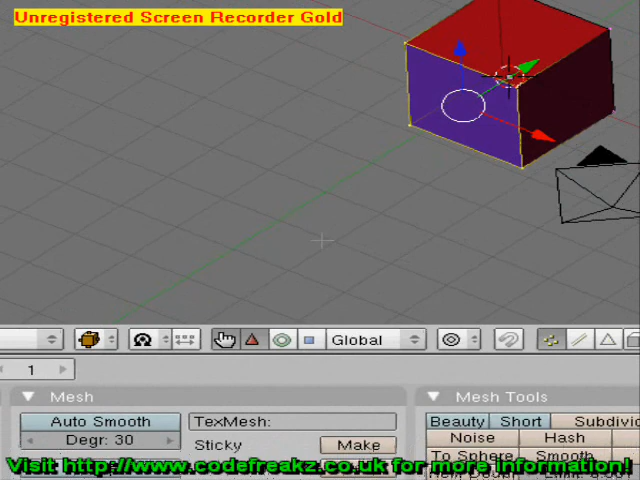 Unregistered Screen Recorder Gold
Global
1
Mesh
Mesh Tools
Auto Smooth
TexMesh:
Beauty
Short
Subdivid
Degr: 30
Noise
Hash
Sticky
Make
To Sphere
Smooth
Visit http://www.codefreakz.co.uk for more information!